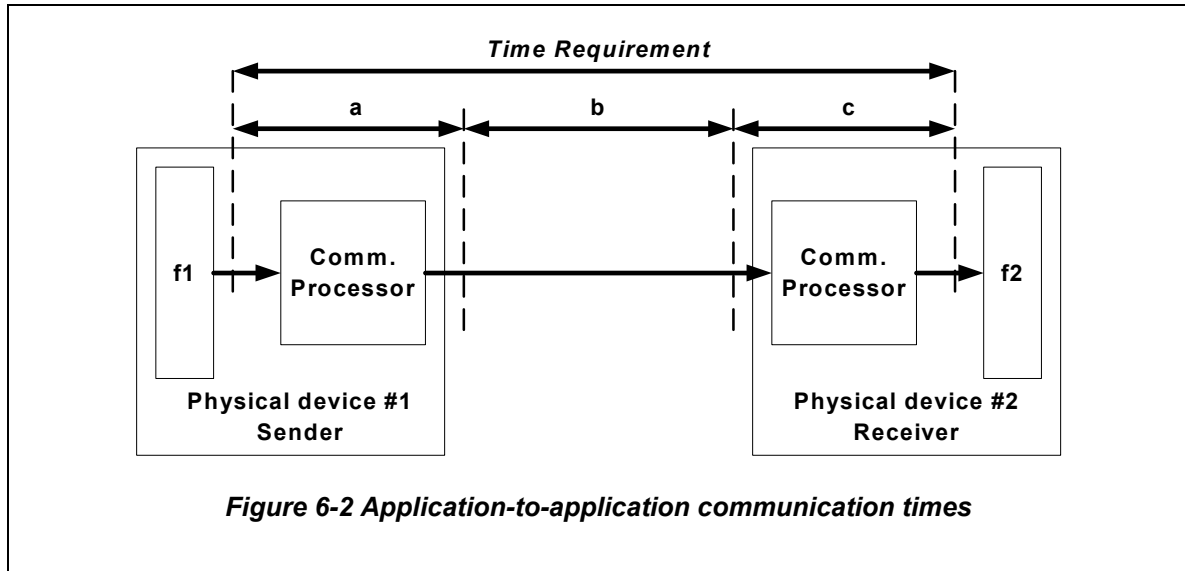 Time Requirement
a
b
c
f1
Comm.
Processor
Comm.
Processor
f2
Physical device #1
Sender
Physical device #2
Receiver
Figure 6-2 Application-to-application communication times